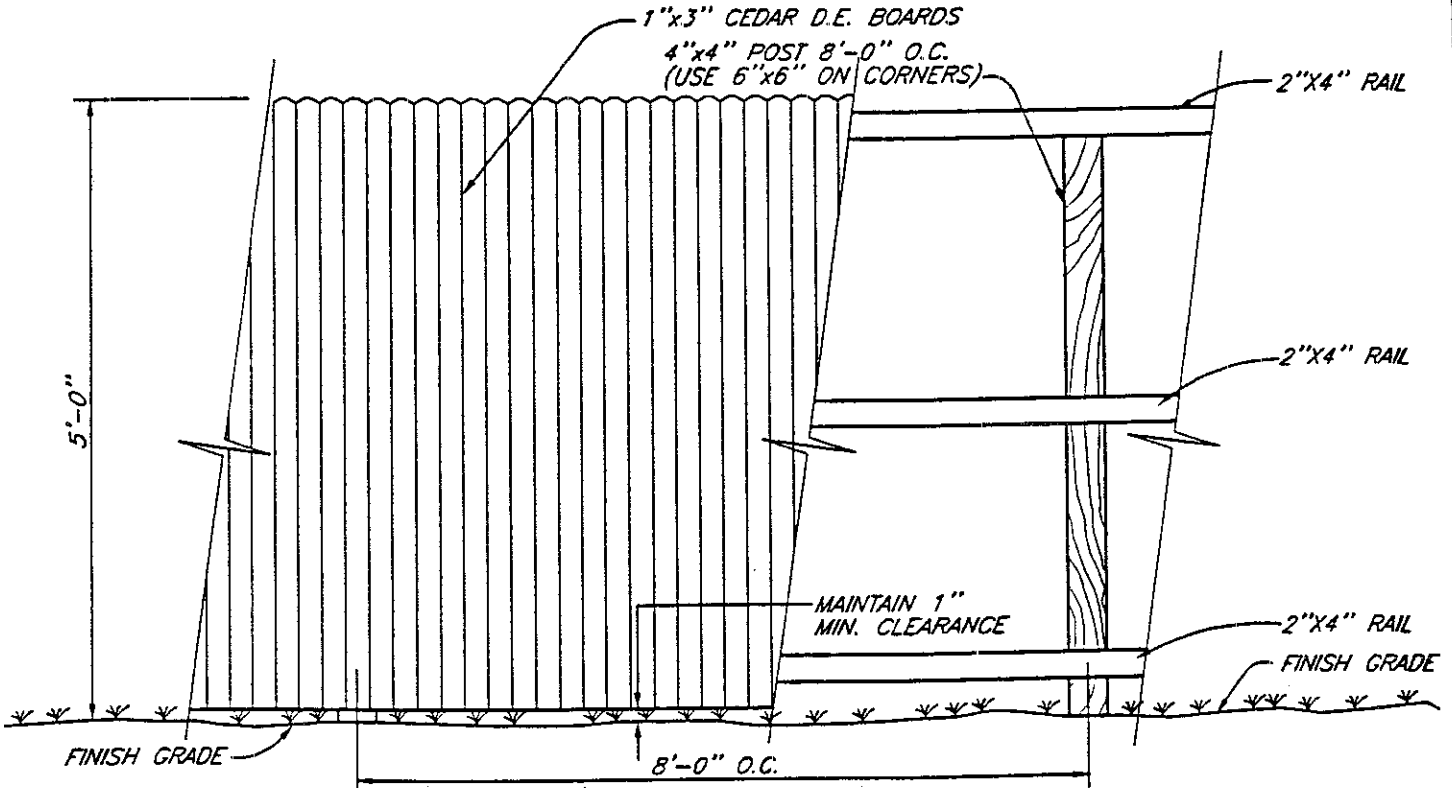 1"x3" CEDAR D.E. BOARDS
4"x4" POST 8'-0" O.C.
(USE 6"x6" ON CORNERS)
2"X4" RAIL
2"X4" RAIL
5'-0"
MAINTAIN 1"
MIN. CLEARANCE
2"X4" RAIL
FINISH GRADE
FINISH GRADE
8'-0" O.C.